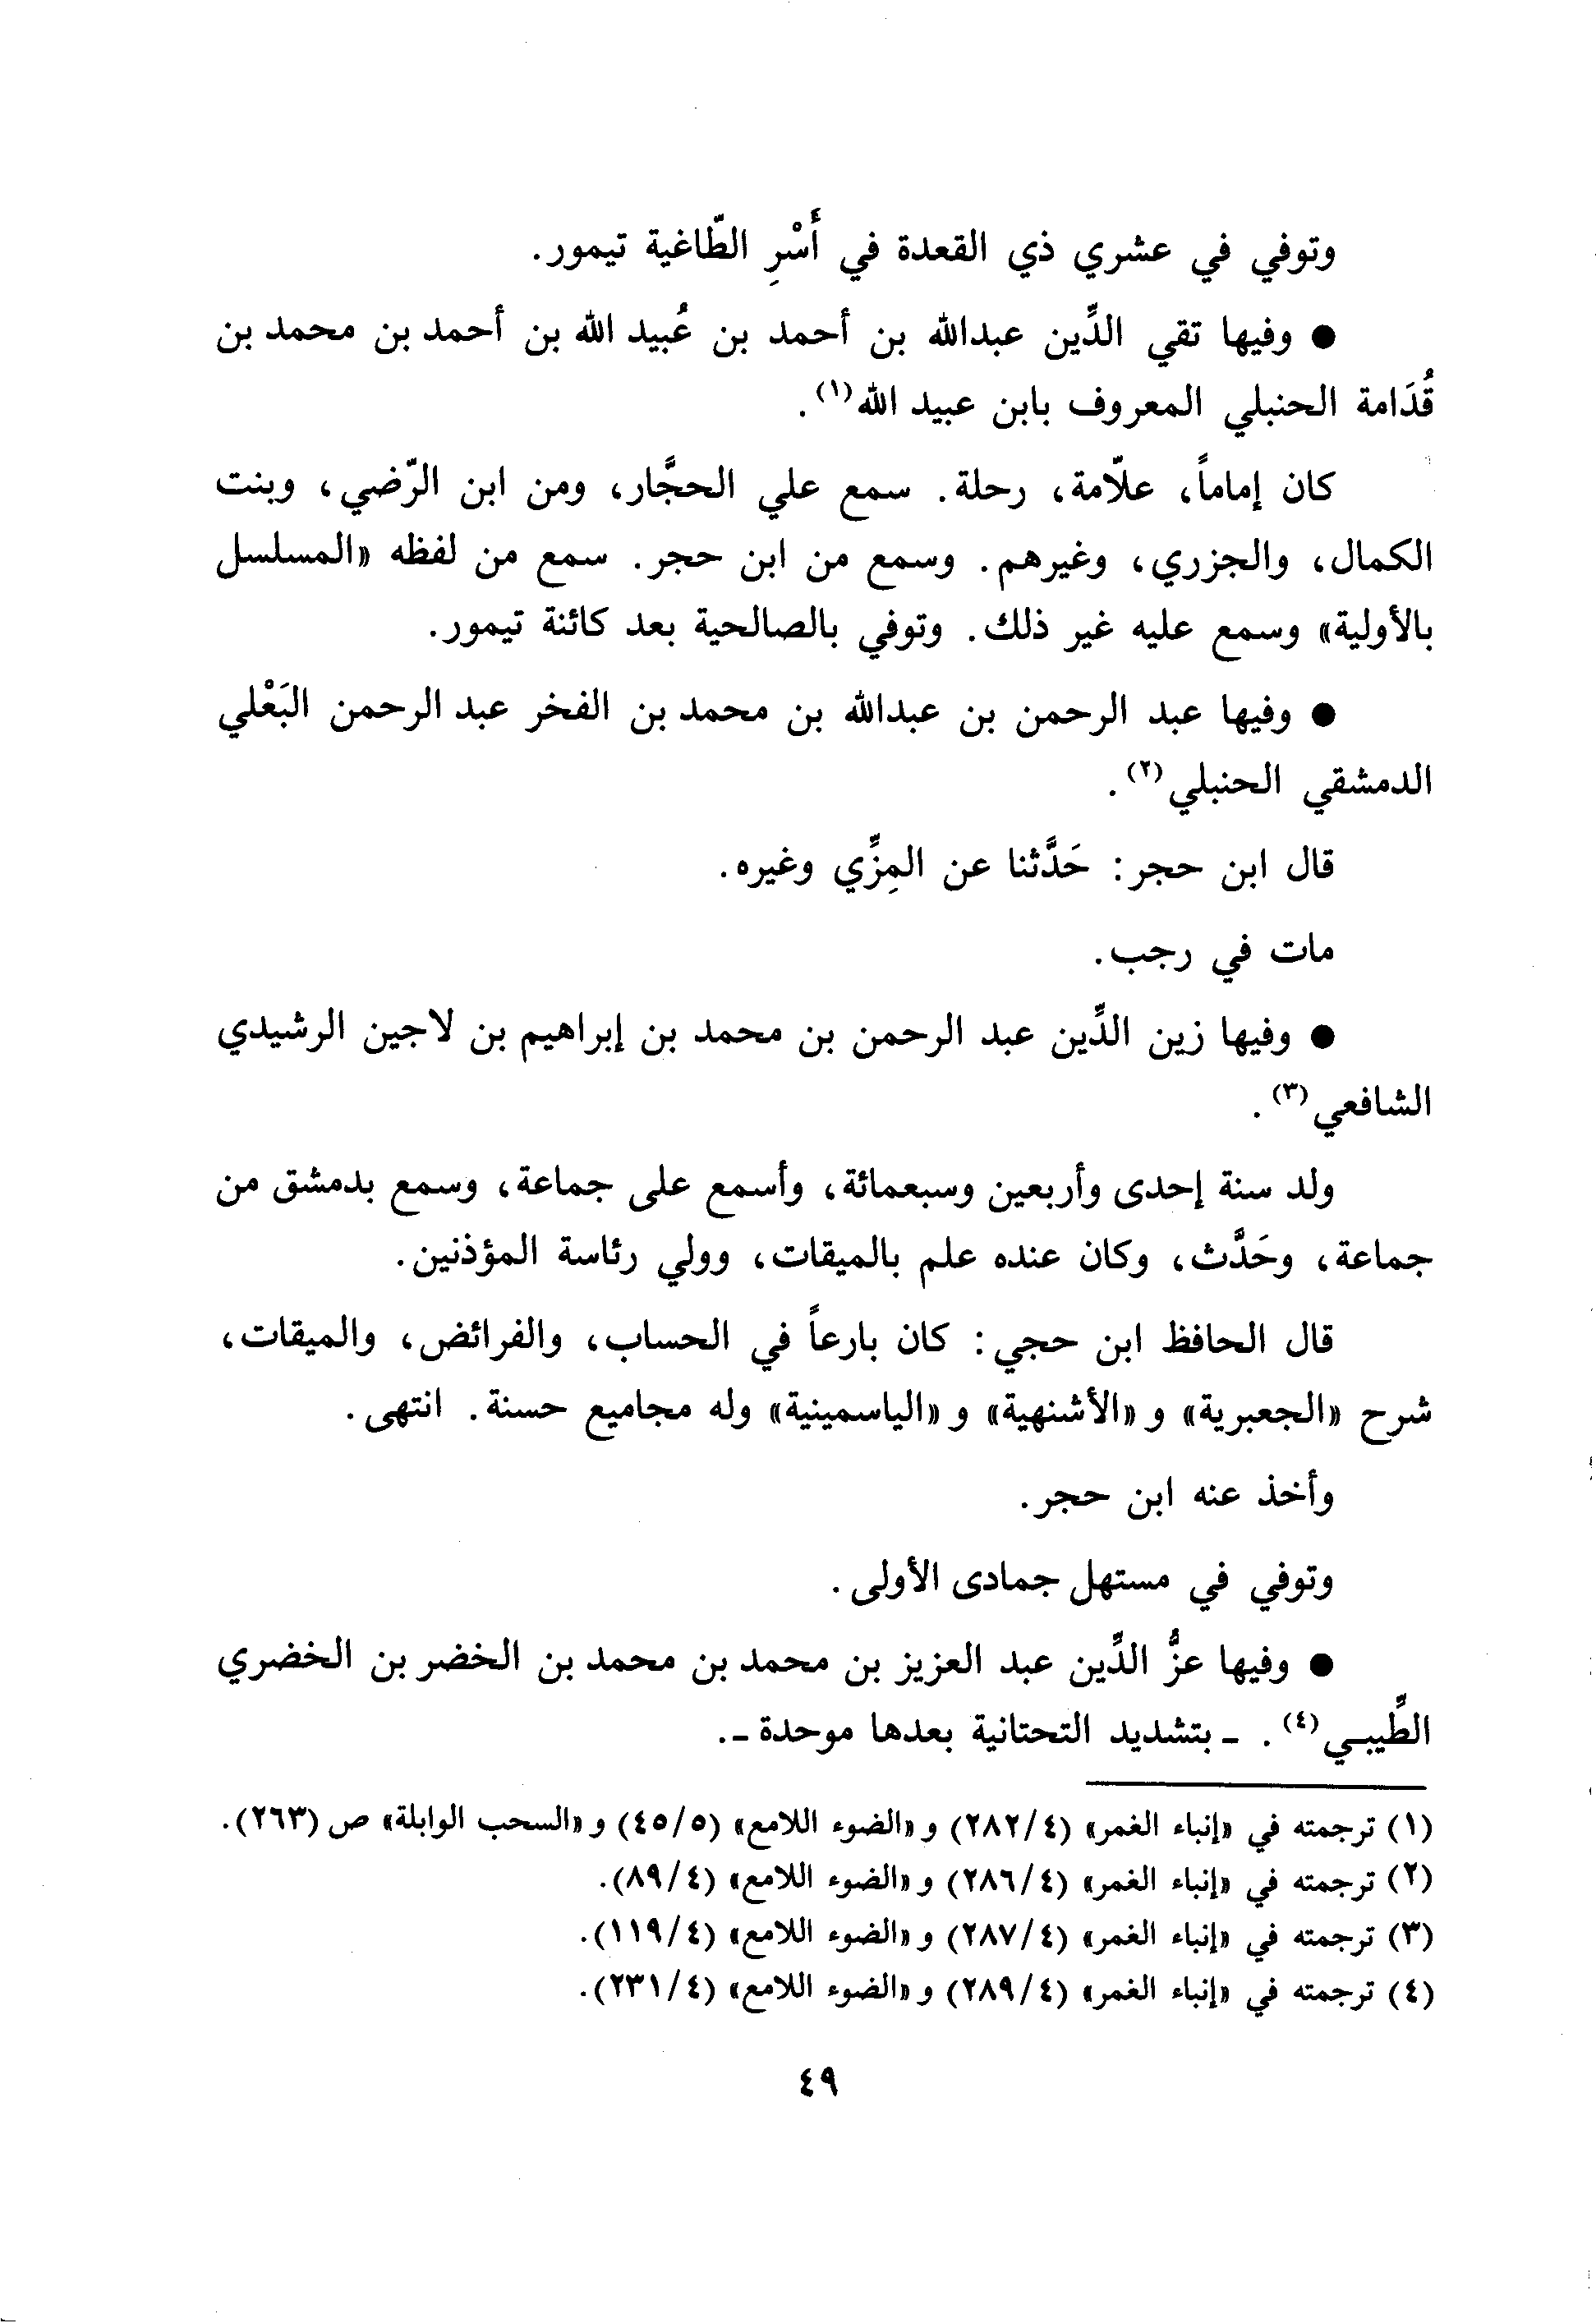 وتوفي في عشري ذي القعدة في أَسْرِ الطّاغية تيمور.
● وفيها تقي الدِّين عبدالله بن أحمد بن عُبيد الله بن أحمد بن محمد بن
قُدَامة الحنبلي المعروف بابن عبيد الله(١).
كان إماماً، علّامة، رحلة. سمع علي الحجَّار، ومن ابن الرّضي، وبنت
الكمال، والجزري، وغيرهم. وسمع من ابن حجر. سمع من لفظه «المسلسل
بالأولية» وسمع عليه غير ذلك. وتوفي بالصالحية بعد كائنة تيمور.
● وفيها عبد الرحمن بن عبدالله بن محمد بن الفخر عبد الرحمن البَعْلي
الدمشقي الحنبلي(٢).
قال ابن حجر: حَدَّثنا عن المِزِّي وغيره.
مات في رجب.
● وفيها زين الدِّين عبد الرحمن بن محمد بن إبراهيم بن لاجين الرشيدي
الشافعي(٣).
ولد سنة إحدى وأربعين وسبعمائة، وأسمع على جماعة، وسمع بدمشق من
جماعة، وحَدَّث، وكان عنده علم بالميقات، وولي رئاسة المؤذنين.
قال الحافظ ابن حجي: كان بارعاً في الحساب، والفرائض، والميقات،
شرح «الجعبرية» و «الأشنهية» و «الياسمينية» وله مجاميع حسنة. انتهى.
وأخذ عنه ابن حجر.
وتوفي في مستهل جمادى الأولى.
● وفيها عزُّ الدِّين عبد العزيز بن محمد بن محمد بن الخضر بن الخضري
الطِّيبي(٤). ـ بتشديد التحتانية بعدها موحدة ـ.
(١) ترجمته في «إنباء الغمر» (٤/٢٨٢) و «الضوء اللامع» (٥/٤٥) و «السحب الوابلة» ص (٢٦٣).
(٢) ترجمته في «إنباء الغمر» (٤/٢٨٦) و «الضوء اللامع» (٤/٨٩).
(٣) ترجمته في «إنباء الغمر» (٤/٢٨٧) و «الضوء اللامع» (٤/١١٩).
(٤) ترجمته في «إنباء الغمر» (٤/٢٨٩) و «الضوء اللامع» (٤/٢٣١).
٤٩